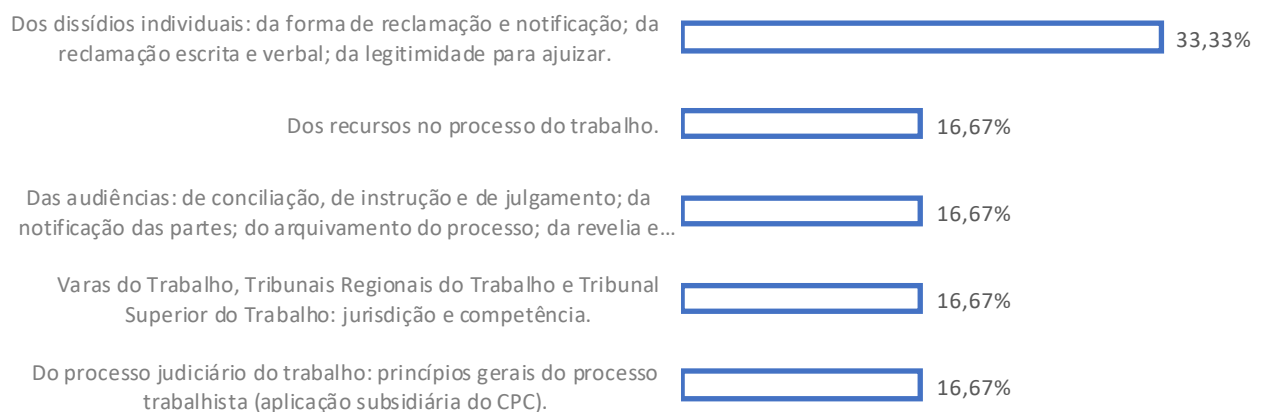 Dos dissídios individuais: da forma de reclamação e notificação; da
reclamação escrita e verbal; da legitimidade para ajuizar.
33,33%
Dos recursos no processo do trabalho.
16,67%
Das audiências: de conciliação, de instrução e de julgamento; da
notificação das partes; do arquivamento do processo; da revelia e...
16,67%
Varas do Trabalho, Tribunais Regionais do Trabalho e Tribunal
Superior do Trabalho: jurisdição e competência.
16,67%
Do processo judiciário do trabalho: princípios gerais do processo
trabalhista (aplicação subsidiária do CPC).
16,67%